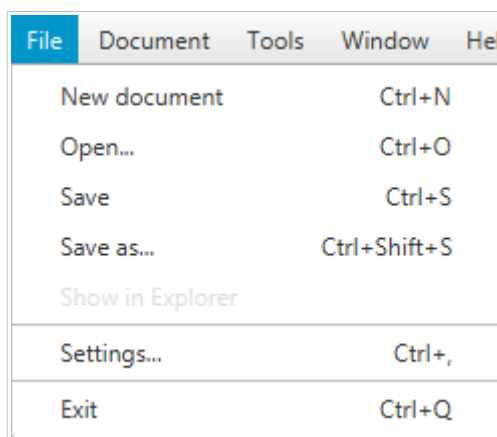 File Document Tools Window Hel
New document Ctrl+N
Open... Ctrl+O
Save Ctrl+S
Save as... Ctrl+Shift+S
Show in Explorer
Settings... Ctrl+,
Exit Ctrl+Q